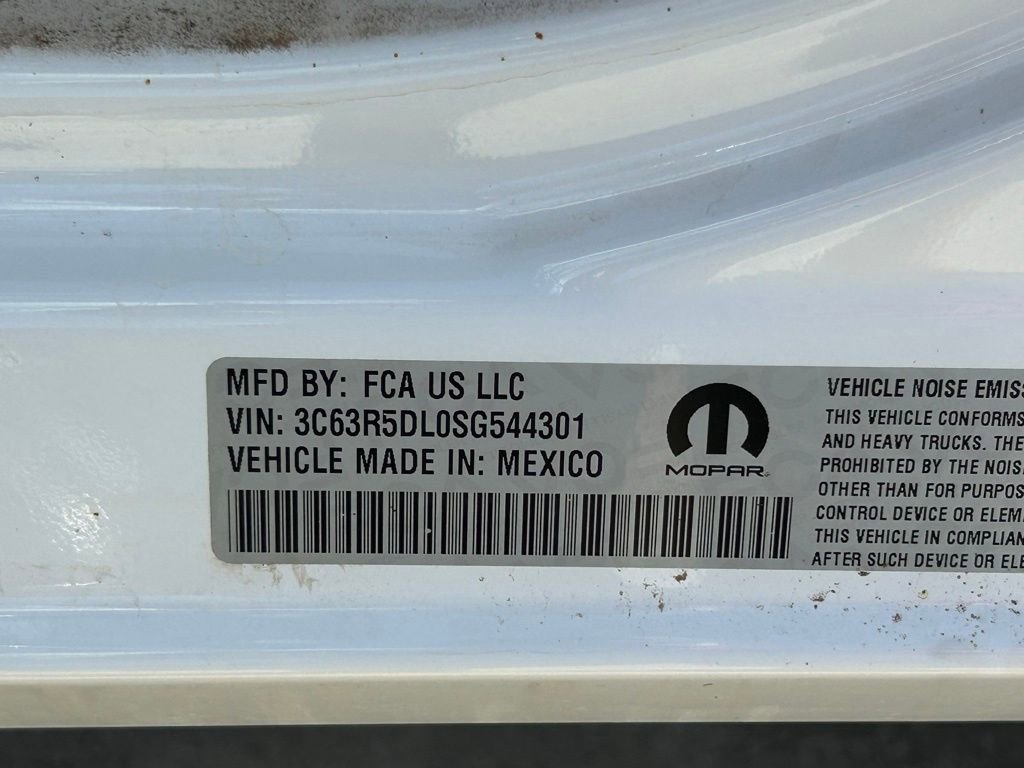 MFD BY: FCA US LLC
VIN: 3C63R5DL0SG544301
VEHICLE MADE IN: MEXICO
MOPAR
VEHICLE NOISE EMISS
THIS VEHICLE CONFORMS
AND HEAVY TRUCKS. THE
PROHIBITED BY THE NOIS
OTHER THAN FOR PURPOS
CONTROL DEVICE OR ELEM
THIS VEHICLE IN COMPLIAN
AFTER SUCH DEVICE OR ELE